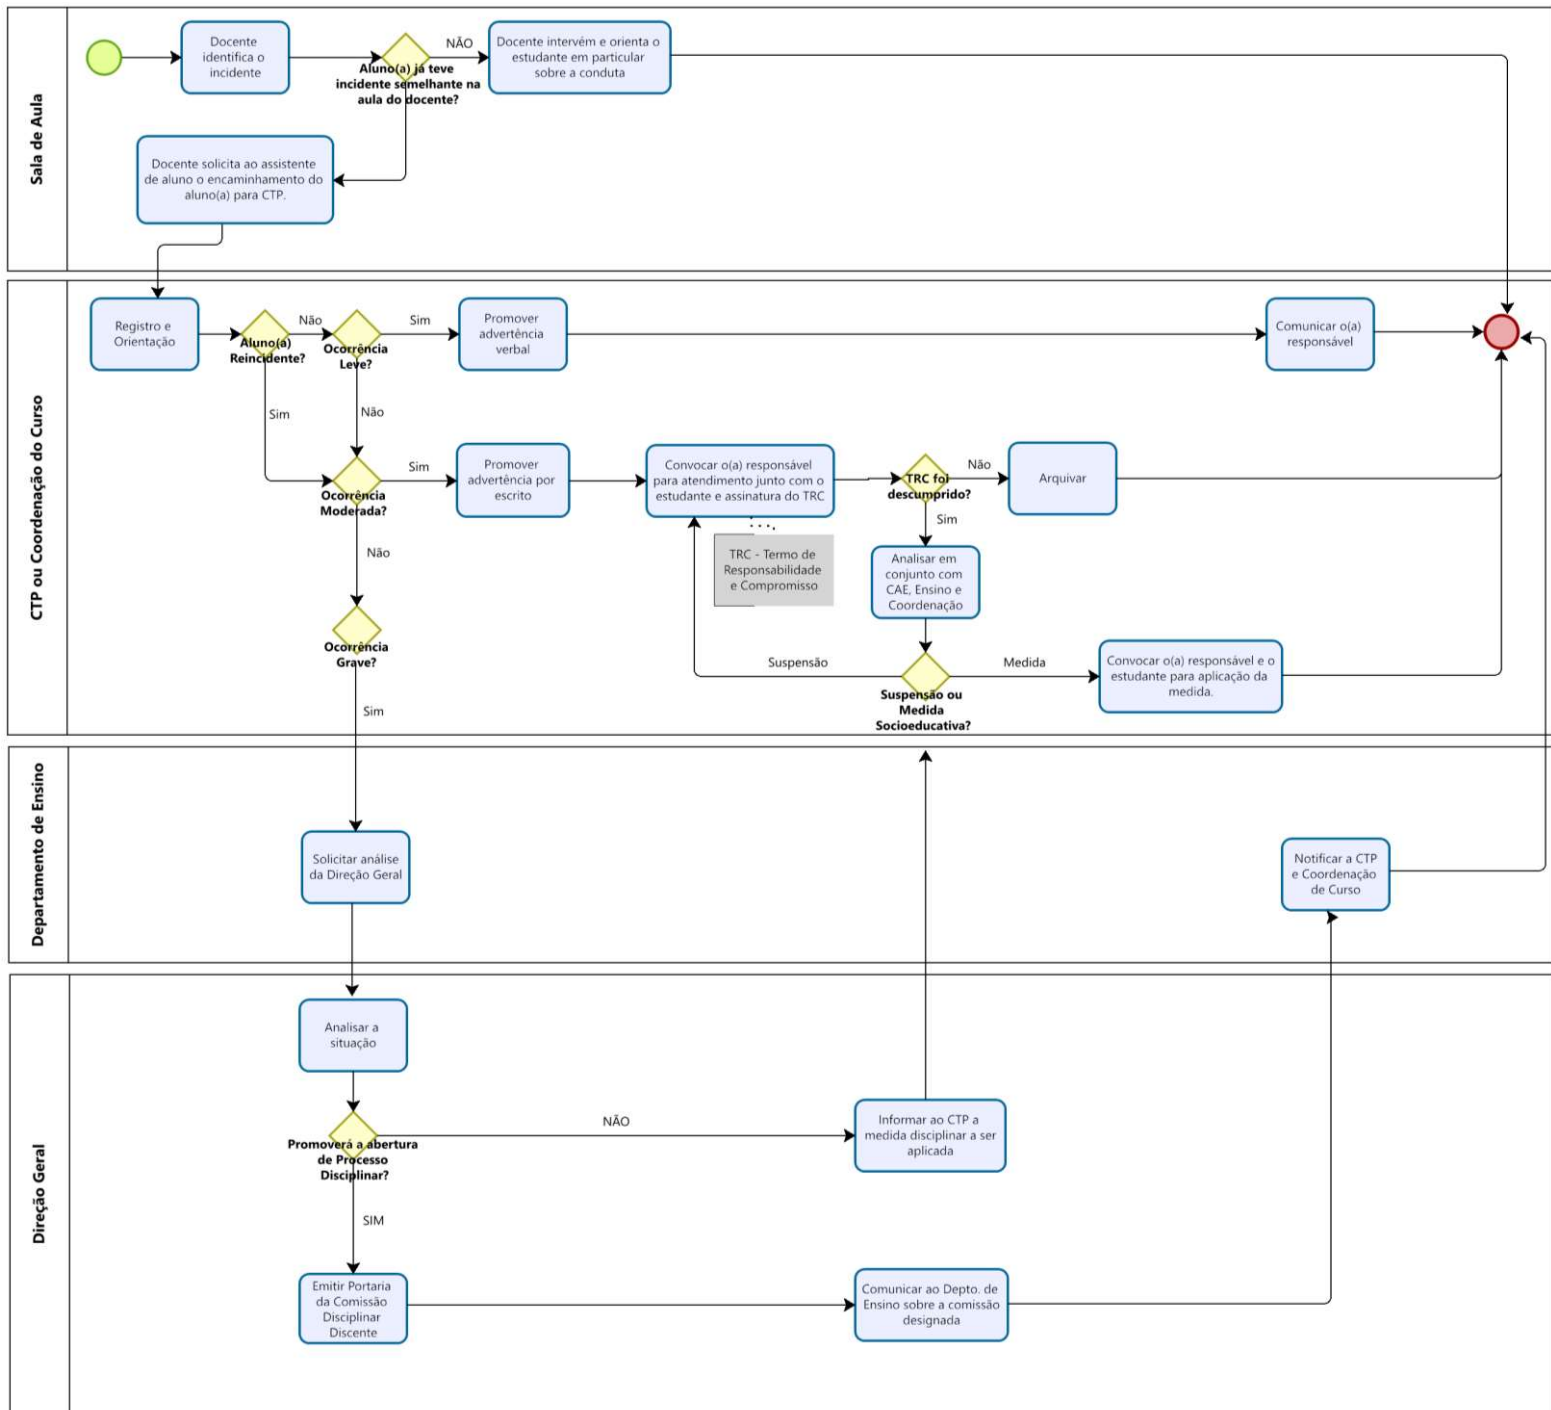 Sala de Aula
Docente
identifica o
incidente
Aluno(a) já teve
incidente semelhante na
aula do docente?
NÃO
Docente intervém e orienta o
estudante em particular
sobre a conduta
Docente solicita ao assistente
de aluno o encaminhamento do
aluno(a) para CTP.
CTP ou Coordenação do Curso
Registro e
Orientação
Aluno(a)
Reincidente?
Não
Ocorrência
Leve?
Sim
Promover
advertência
verbal
Comunicar o(a)
responsável
Sim
Não
Ocorrência
Moderada?
Sim
Promover
advertência por
escrito
Convocar o(a) responsável
para atendimento junto com o
estudante e assinatura do TRC
TRC foi
descumprido?
Não
Arquivar
Sim
TRC - Termo de
Responsabilidade
e Compromisso
Analisar em
conjunto com
CAE, Ensino e
Coordenação
Não
Ocorrência
Grave?
Sim
Suspensão
Suspensão ou
Medida
Socioeducativa?
Medida
Convocar o(a) responsável e o
estudante para aplicação da
medida.
Departamento de Ensino
Solicitar análise
da Direção Geral
Notificar a CTP
e Coordenação
de Curso
Direção Geral
Analisar a
situação
Promoverá a abertura
de Processo
Disciplinar?
NÃO
Informar ao CTP a
medida disciplinar a ser
aplicada
SIM
Emitir Portaria
da Comissão
Disciplinar
Discente
Comunicar ao Depto. de
Ensino sobre a comissão
designada